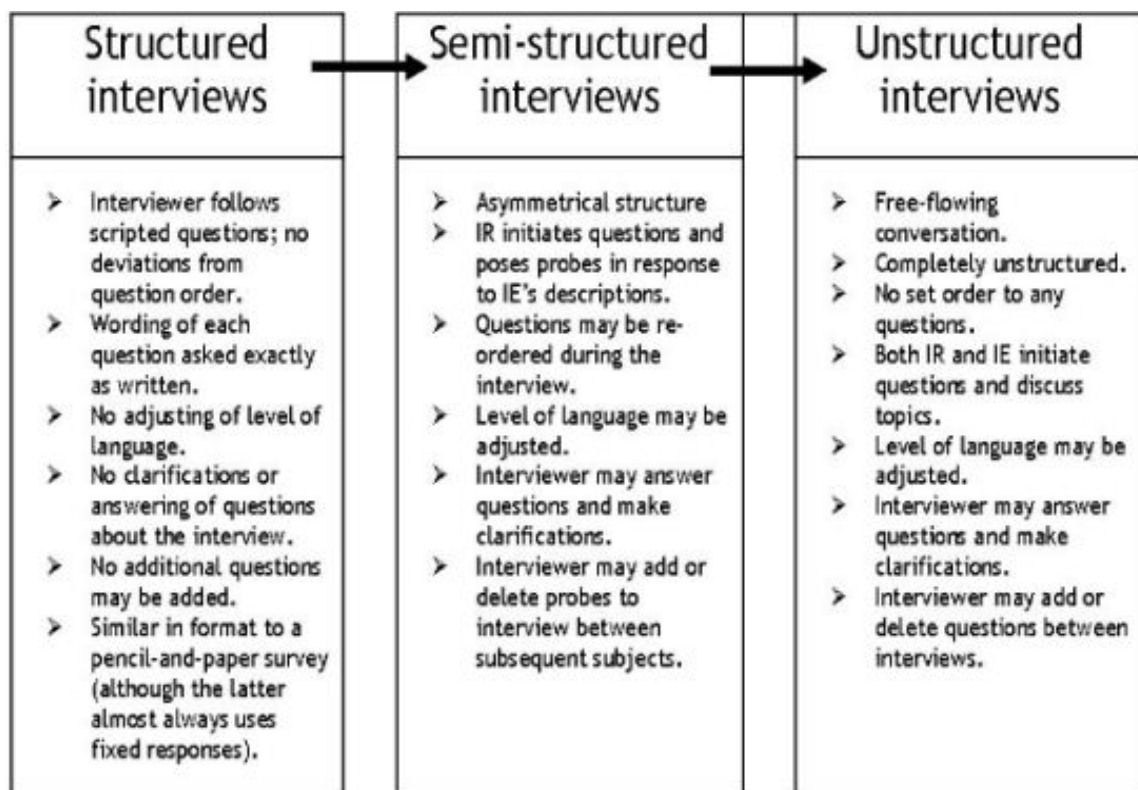 Structured
interviews
➢ Interviewer follows
scripted questions; no
deviations from
question order.
➢ Wording of each
question asked exactly
as written.
➢ No adjusting of level of
language.
➢ No clarifications or
answering of questions
about the interview.
➢ No additional questions
may be added.
➢ Similar in format to a
pencil-and-paper survey
(although the latter
almost always uses
fixed responses).
Semi-structured
interviews
➢ Asymmetrical structure
➢ IR initiates questions and
poses probes in response
to IE's descriptions.
➢ Questions may be re-
ordered during the
interview.
➢ Level of language may be
adjusted.
➢ Interviewer may answer
questions and make
clarifications.
➢ Interviewer may add or
delete probes to
interview between
subsequent subjects.
Unstructured
interviews
➢ Free-flowing
conversation.
➢ Completely unstructured.
➢ No set order to any
questions.
➢ Both IR and IE initiate
questions and discuss
topics.
➢ Level of language may be
adjusted.
➢ Interviewer may answer
questions and make
clarifications.
➢ Interviewer may add or
delete questions between
interviews.